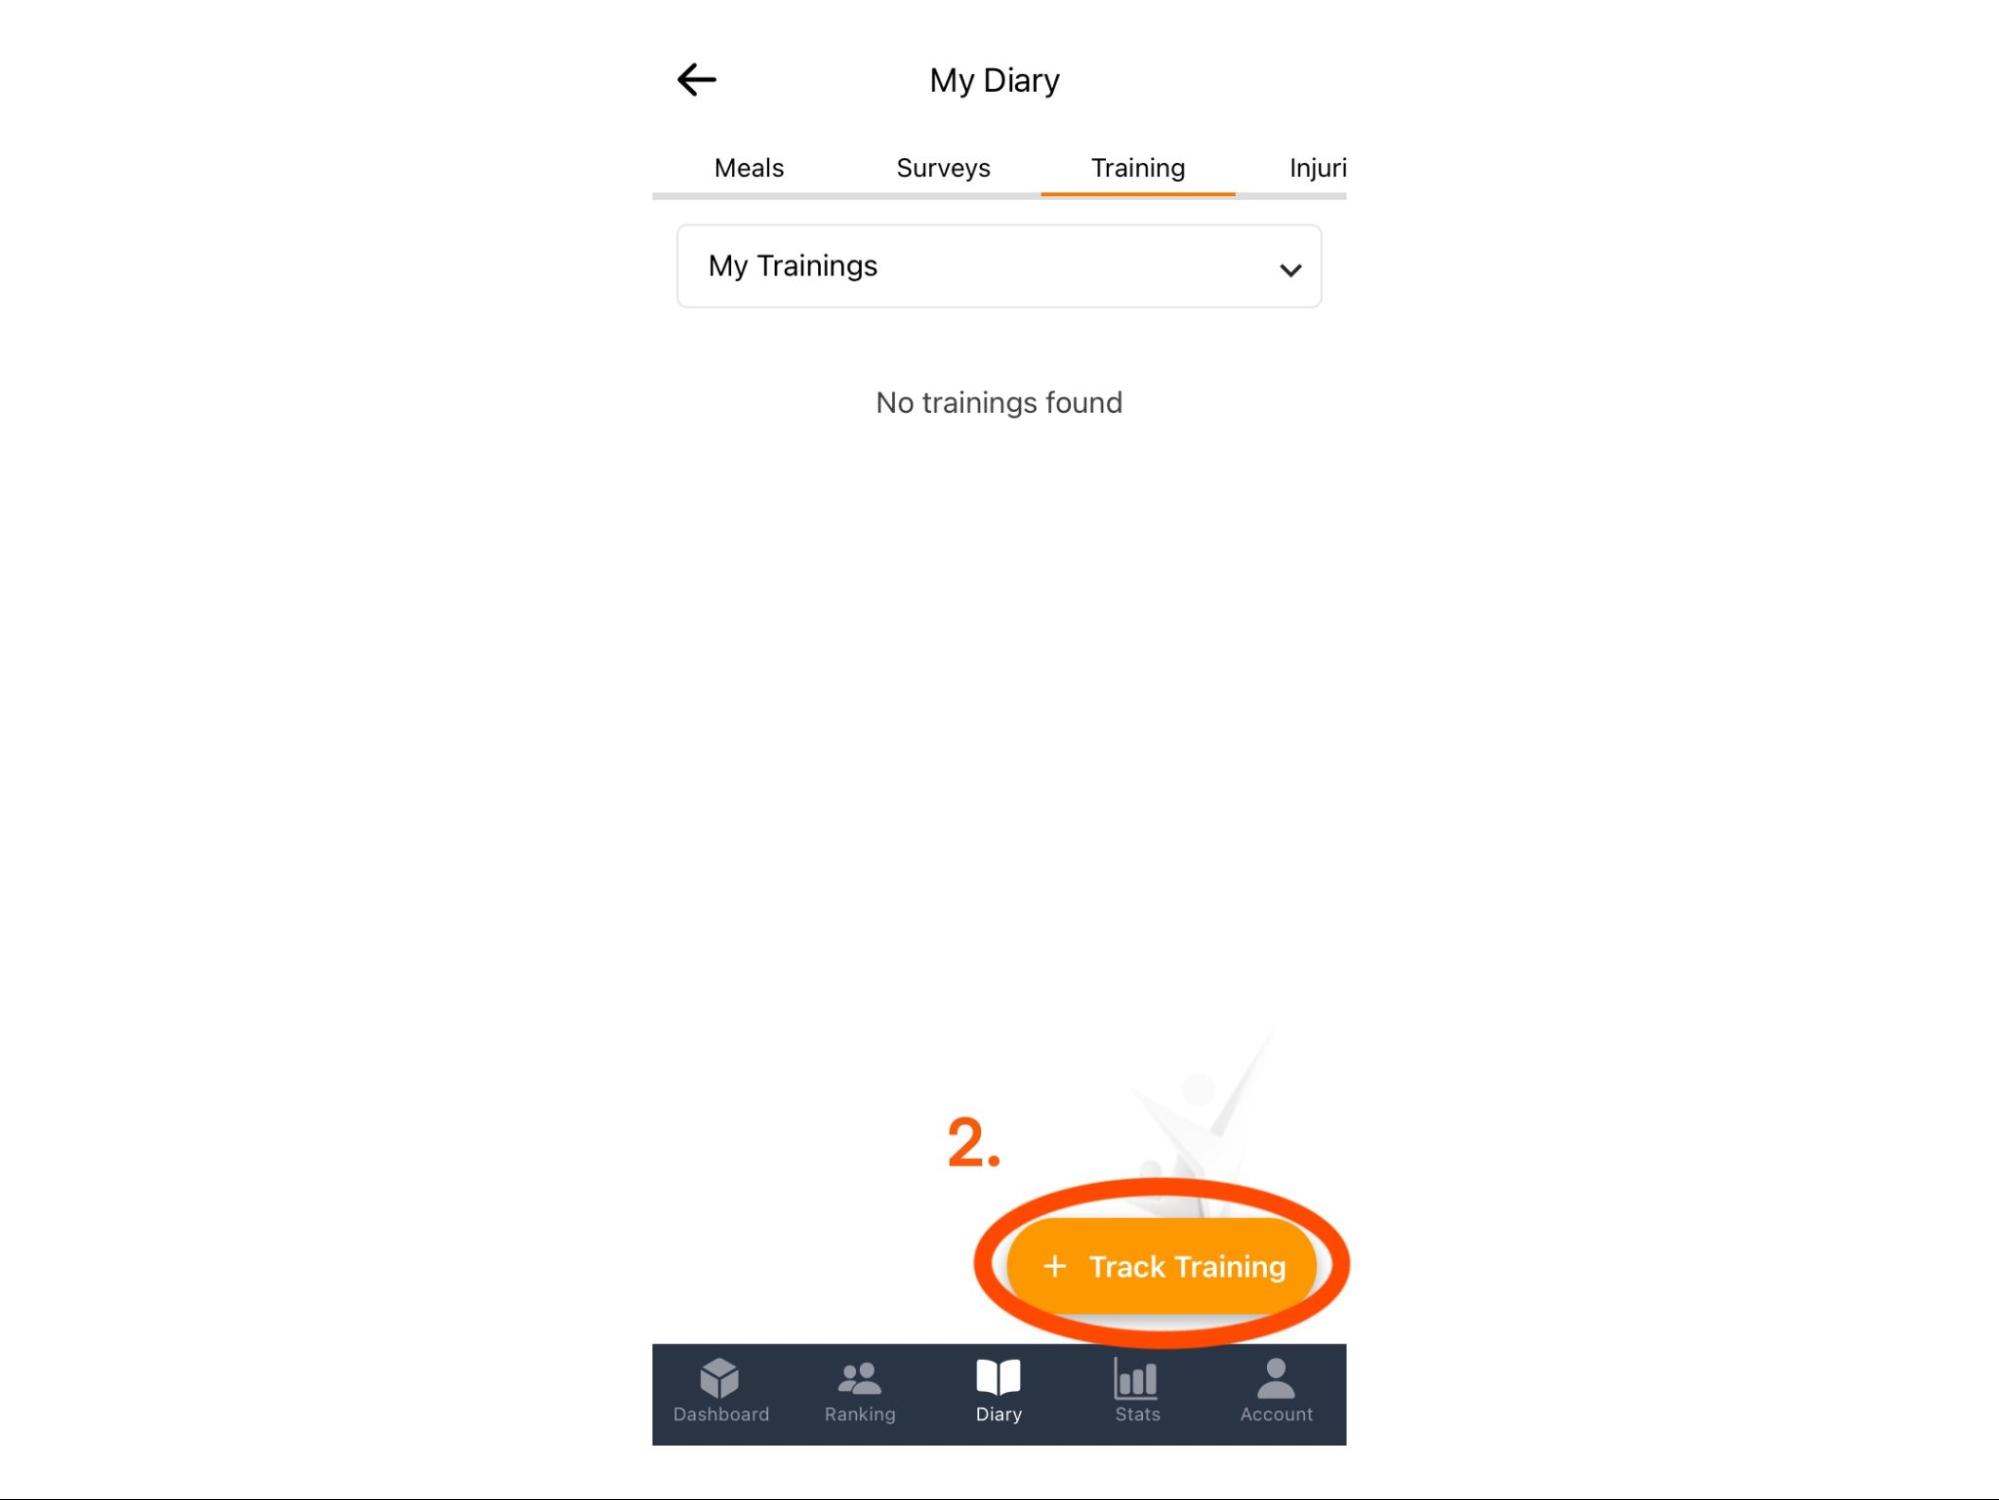 My Diary
Meals Surveys Training Injuri
My Trainings
No trainings found
2.
+ Track Training
Dashboard Ranking Diary Stats Account